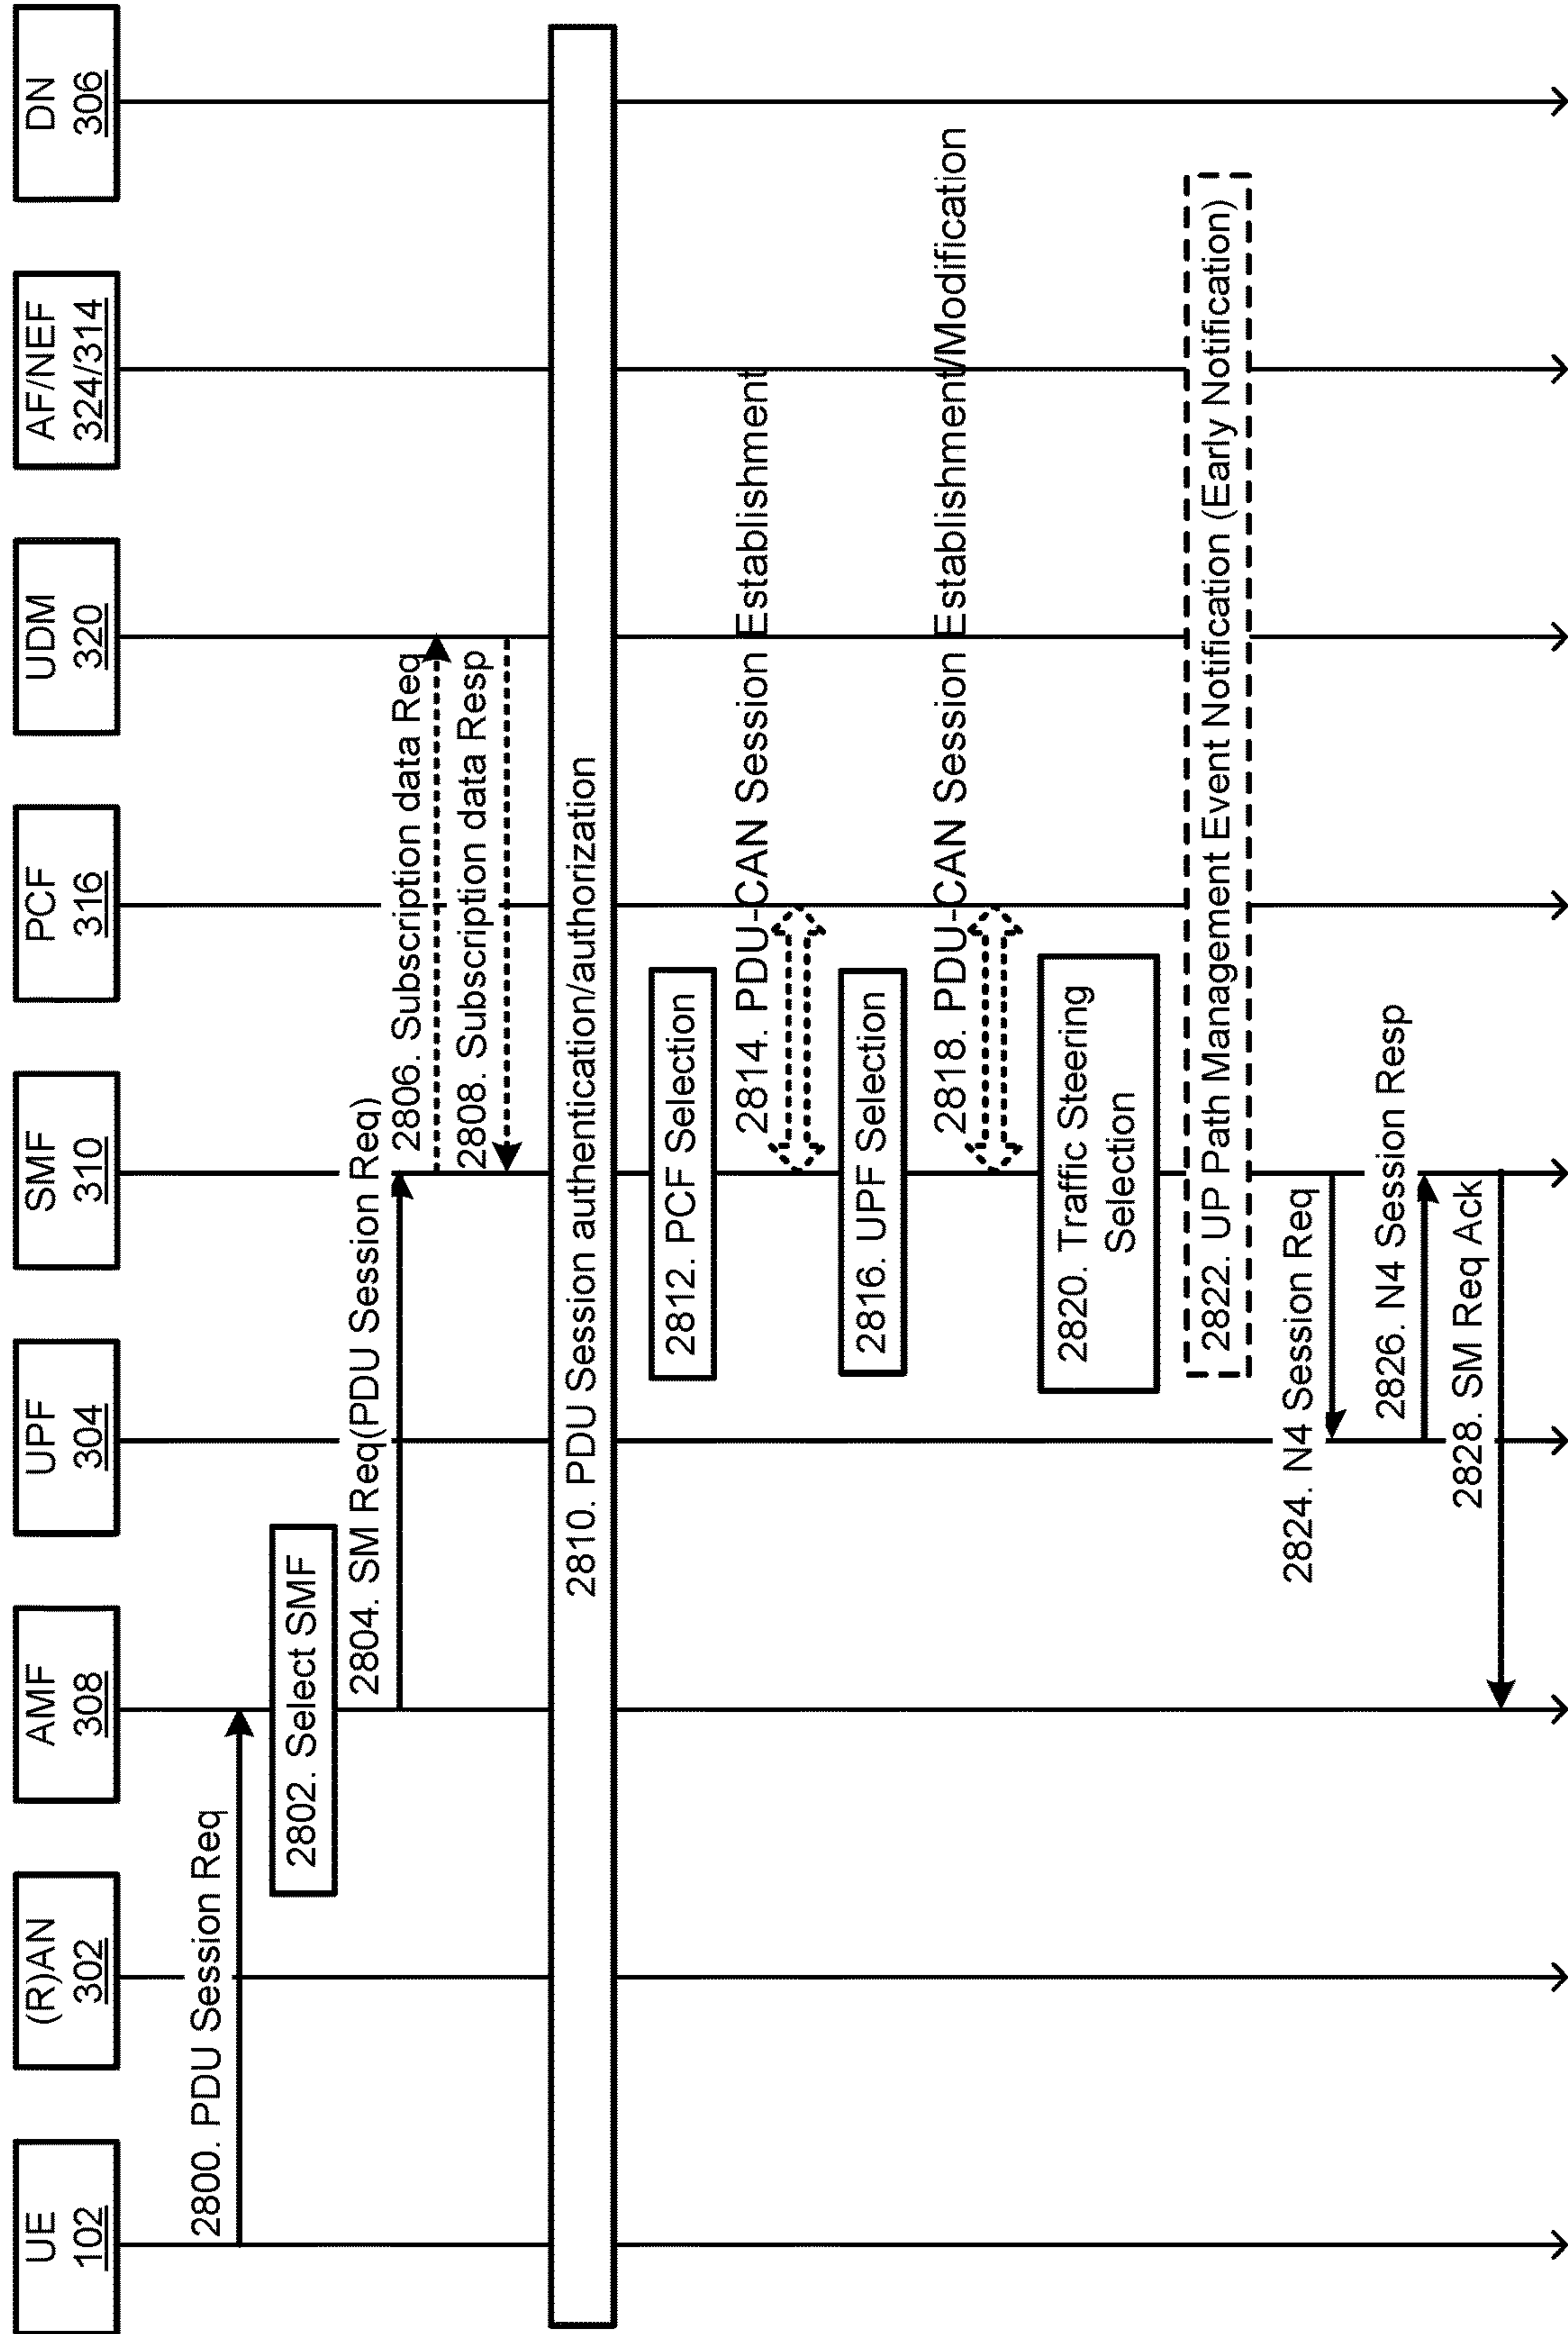 UE
102
(R)AN
302
AMF
308
UPF
304
SMF
310
PCF
316
UDM
320
AF/NEF
324/314
DN
306
2800. PDU Session Req
2802. Select SMF
2804. SM Req(PDU Session Req)
2806. Subscription data Req
2808. Subscription data Resp
2810. PDU Session authentication/authorization
2812. PCF Selection
2814. PDU-CAN Session Establishment
2816. UPF Selection
2818. PDU-CAN Session Establishment/Modification
2820. Traffic Steering
Selection
2822. UP Path Management Event Notification (Early Notification)
2824. N4 Session Req
2826. N4 Session Resp
2828. SM Req Ack